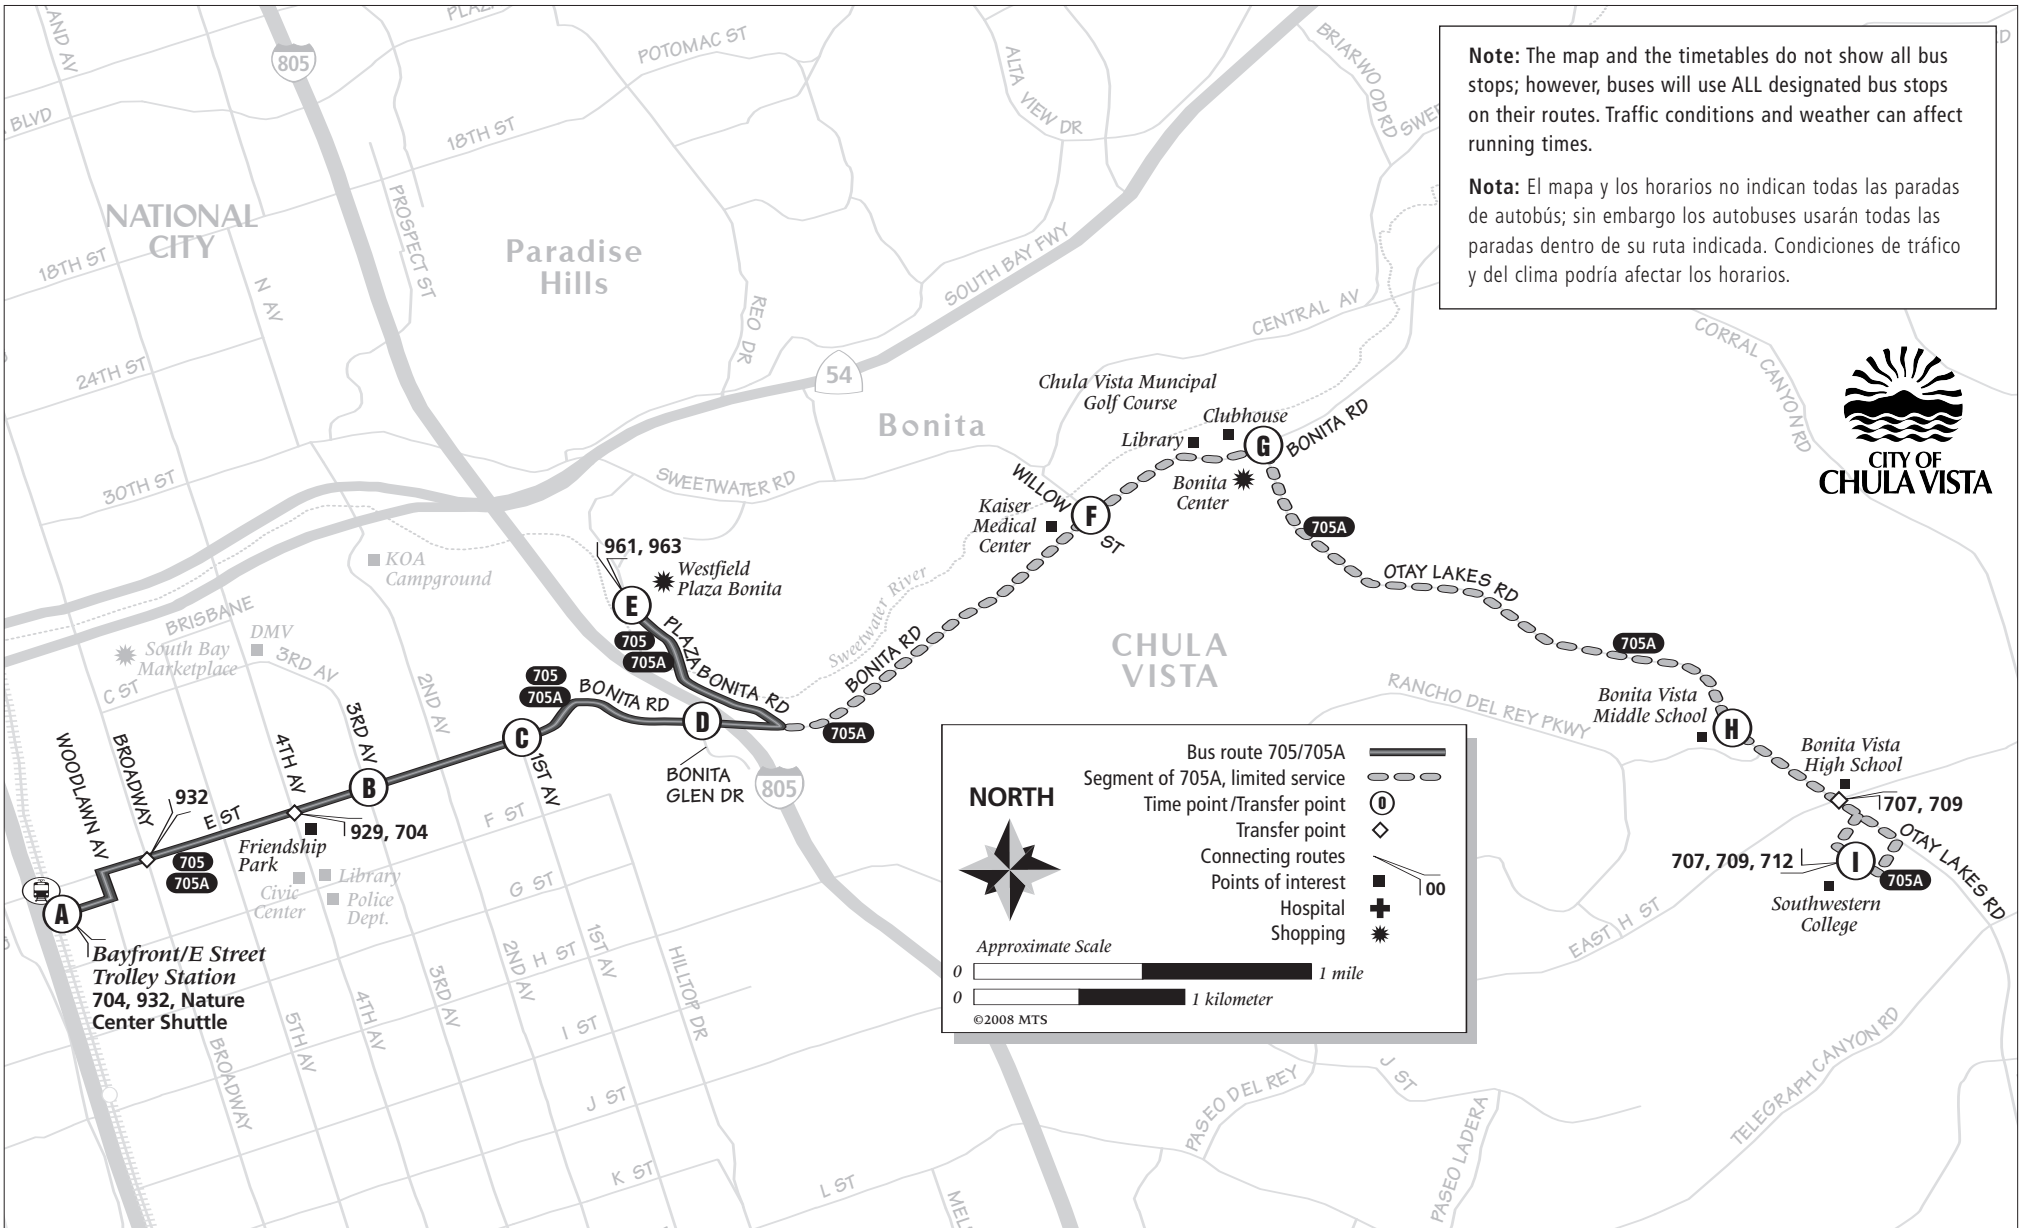 LAND AV
PLAZA
805
POTOMAC ST
ALTA
VIEW DR
BRIARWOOD RD
SWEE
RD
BLVD
18TH ST
Note: The map and the timetables do not show all bus
stops; however, buses will use ALL designated bus stops
on their routes. Traffic conditions and weather can affect
running times.
Nota: El mapa y los horarios no indican todas las paradas
de autobús; sin embargo los autobuses usarán todas las
paradas dentro de su ruta indicada. Condiciones de tráfico
y del clima podría afectar los horarios.
NATIONAL
CITY
PROSPECT ST
Paradise
Hills
18TH ST
N AV
REO DR
SOUTH BAY FWY
CENTRAL AV
CORRAL CANYON RD
24TH ST
54
Bonita
Chula Vista Muncipal
Golf Course
Clubhouse
Library
G
BONITA RD
Bonita
Center
CITY OF
CHULA VISTA
30TH ST
SWEETWATER RD
WILLOW
ST
F
Kaiser
Medical
Center
705A
OTAY LAKES RD
961, 963
Westfield
Plaza Bonita
E
KOA
Campground
705
705A
PLAZA BONITA RD
Sweetwater River
BONITA RD
CHULA
VISTA
705A
BRISBANE
South Bay
Marketplace
DMV
3RD AV
C ST
2ND AV
705
705A
BONITA RD
C
D
705A
RANCHO DEL REY PKWY
Bonita Vista
Middle School
H
Bonita Vista
High School
707, 709
OTAY LAKES RD
WOODLAWN AV
BROADWAY
4TH AV
3RD AV
B
1ST AV
BONITA
GLEN DR
805
932
E ST
929, 704
F ST
705
705A
Friendship
Park
Civic
Center
Library
Police
Dept.
G ST
A
Bayfront/E Street
Trolley Station
704, 932, Nature
Center Shuttle
707, 709, 712
I
705A
Southwestern
College
EAST H ST
Bus route 705/705A
Segment of 705A, limited service
Time point/Transfer point
0
Transfer point
Connecting routes
00
Points of interest
Hospital
Shopping
NORTH
Approximate Scale
0
1 mile
0
1 kilometer
©2008 MTS
1ST AV
2ND AV
H ST
3RD AV
4TH AV
5TH AV
BROADWAY
HILLTOP DR
I ST
J ST
K ST
L ST
MEL
PASEO DEL REY
J ST
PASEO LADERA
TELEGRAPH CANYON RD